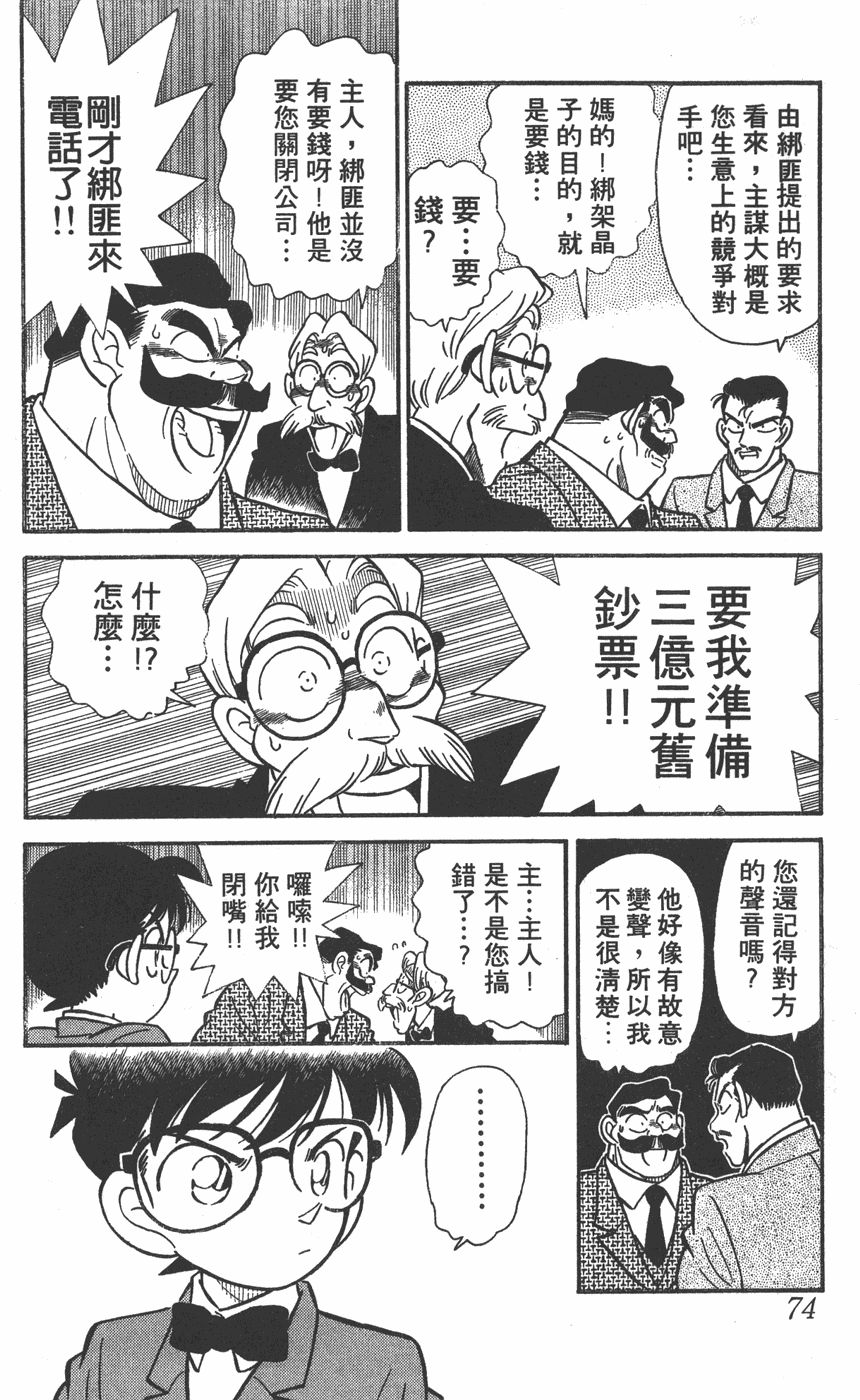 由綁匪提出的要求
看來，主謀大概是
您生意上的競爭對
手吧…
媽的！綁架晶
子的目的，就
是要錢…
要…要
錢？
主人，綁匪並沒
有要錢呀！他是
要您關閉公司…
剛才綁匪來
電話了!!
要我準備
三億元舊
鈔票!!
什麼!?
怎麼…
您還記得對方
的聲音嗎？
他好像有故意
變聲，所以我
不是很清楚…
主…主人！
是不是您搞
錯了…？
囉嗦!!
你給我
閉嘴!!
………
74